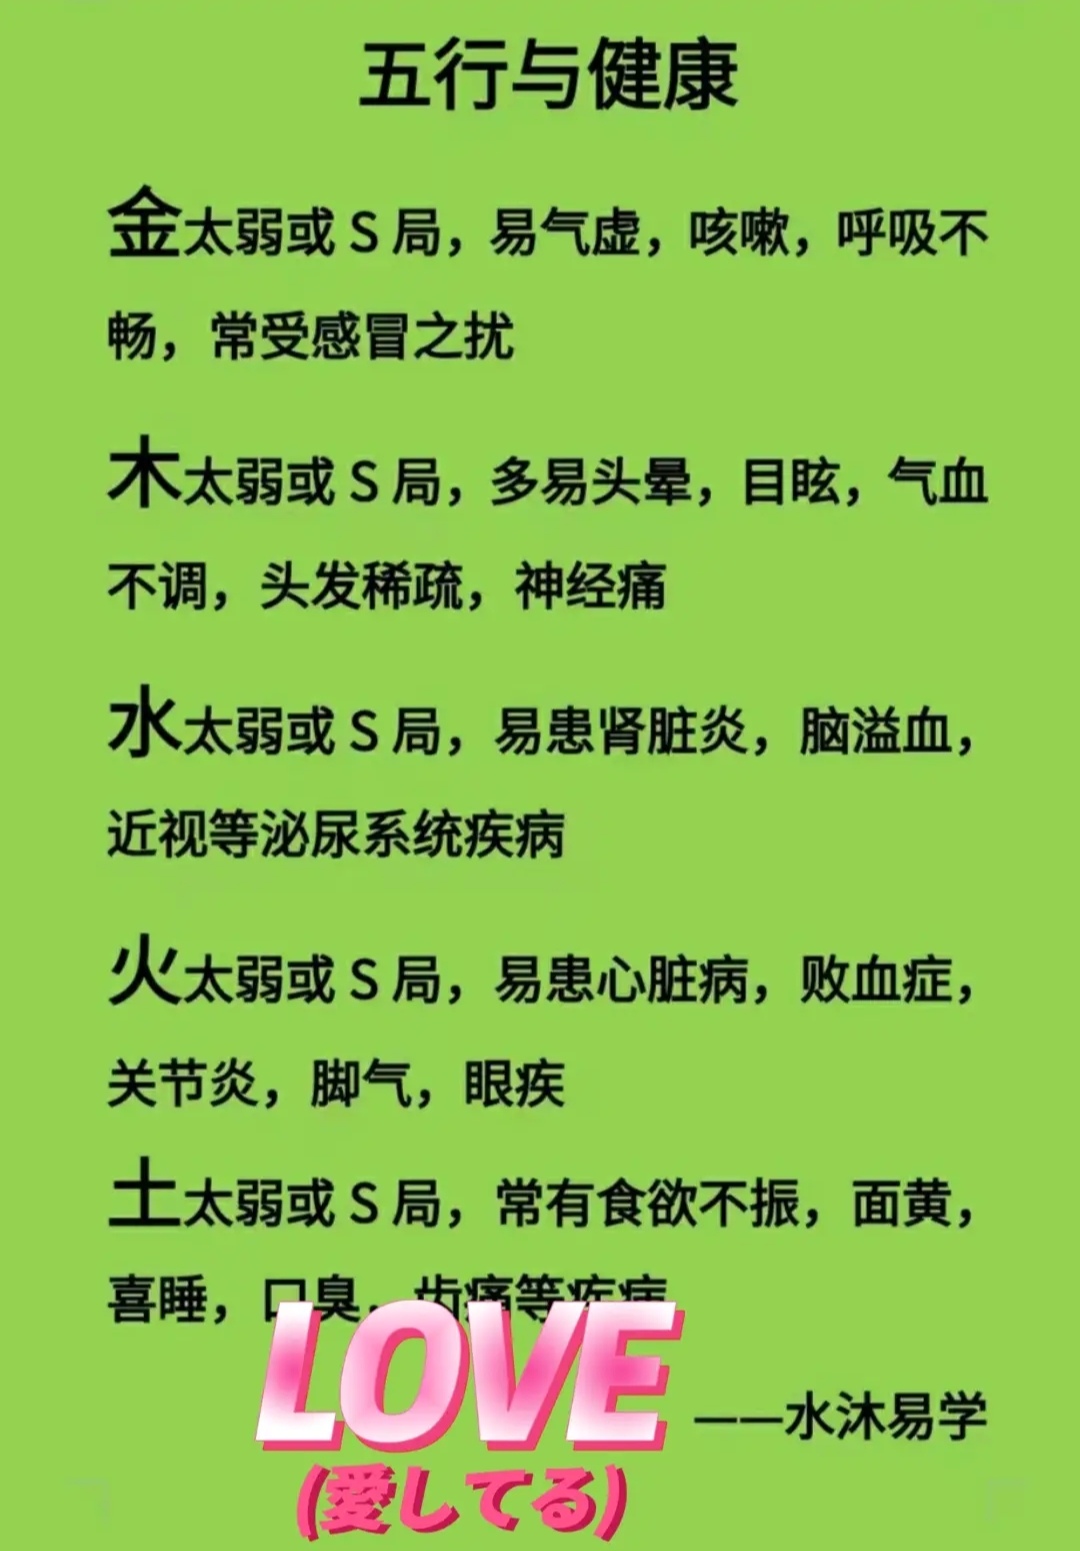 五行与健康
金太弱或 S 局，易气虚，咳嗽，呼吸不
畅，常受感冒之扰
木太弱或 S 局，多易头晕，目眩，气血
不调，头发稀疏，神经痛
水太弱或 S 局，易患肾脏炎，脑溢血，
近视等泌尿系统疾病
火太弱或 S 局，易患心脏病，败血症，
关节炎，脚气，眼疾
土太弱或 S 局，常有食欲不振，面黄，
喜睡，口臭，齿痛等疾病
——水沐易学
LOVE
(愛してる)